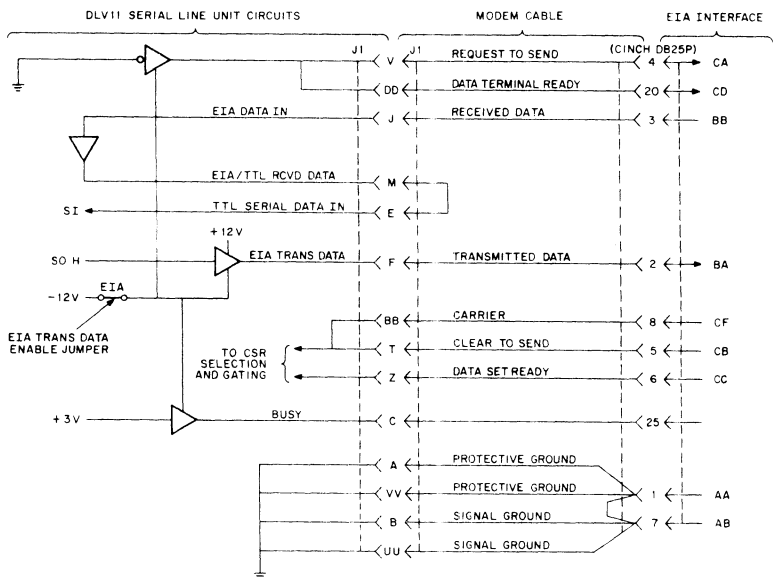 DLV11 SERIAL LINE UNIT CIRCUITS
MODEM CABLE
EIA INTERFACE
J1 J1
(CINCH DB25P)
V REQUEST TO SEND 4 CA
DD DATA TERMINAL READY 20 CD
EIA DATA IN J RECEIVED DATA 3 BB
EIA/TTL RCVD DATA M
SI TTL SERIAL DATA IN E
+12V
SO H EIA TRANS DATA F TRANSMITTED DATA 2 BA
-12V EIA
EIA TRANS DATA
ENABLE JUMPER
BB CARRIER 8 CF
TO CSR
SELECTION
AND GATING
T CLEAR TO SEND 5 CB
Z DATA SET READY 6 CC
+3V BUSY C 25
A PROTECTIVE GROUND
VV PROTECTIVE GROUND 1 AA
B SIGNAL GROUND 7 AB
UU SIGNAL GROUND